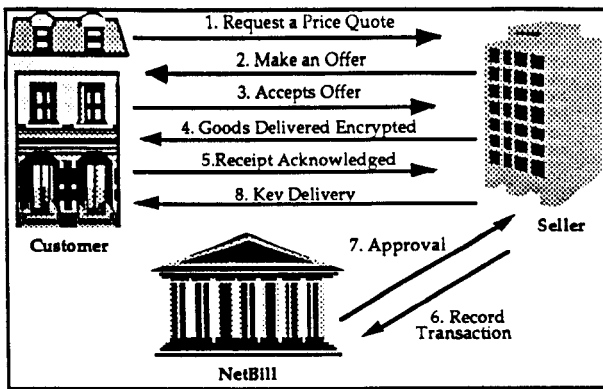 1. Request a Price Quote
2. Make an Offer
3. Accepts Offer
4. Goods Delivered Encrypted
5.Receipt Acknowledged
8. Key Delivery
Customer
Seller
7. Approval
6. Record
Transaction
NetBill